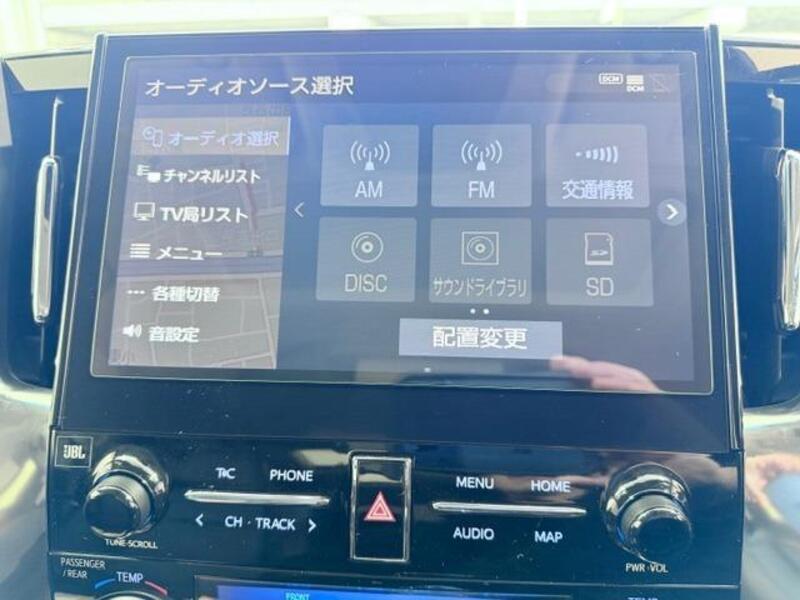 オーディオソース選択
DCM
DCM
オーディオ選択
チャンネルリスト
TV局リスト
メニュー
各種切替
音設定
AM
FM
交通情報
DISC
サウンドライブラリ
SD
配置変更
JBL
T∧C PHONE
CH · TRACK
TUNE·SCROLL
MENU HOME
AUDIO MAP
PWR·VOL
PASSENGER
/REAR
TEMP
FRONT
TEMP